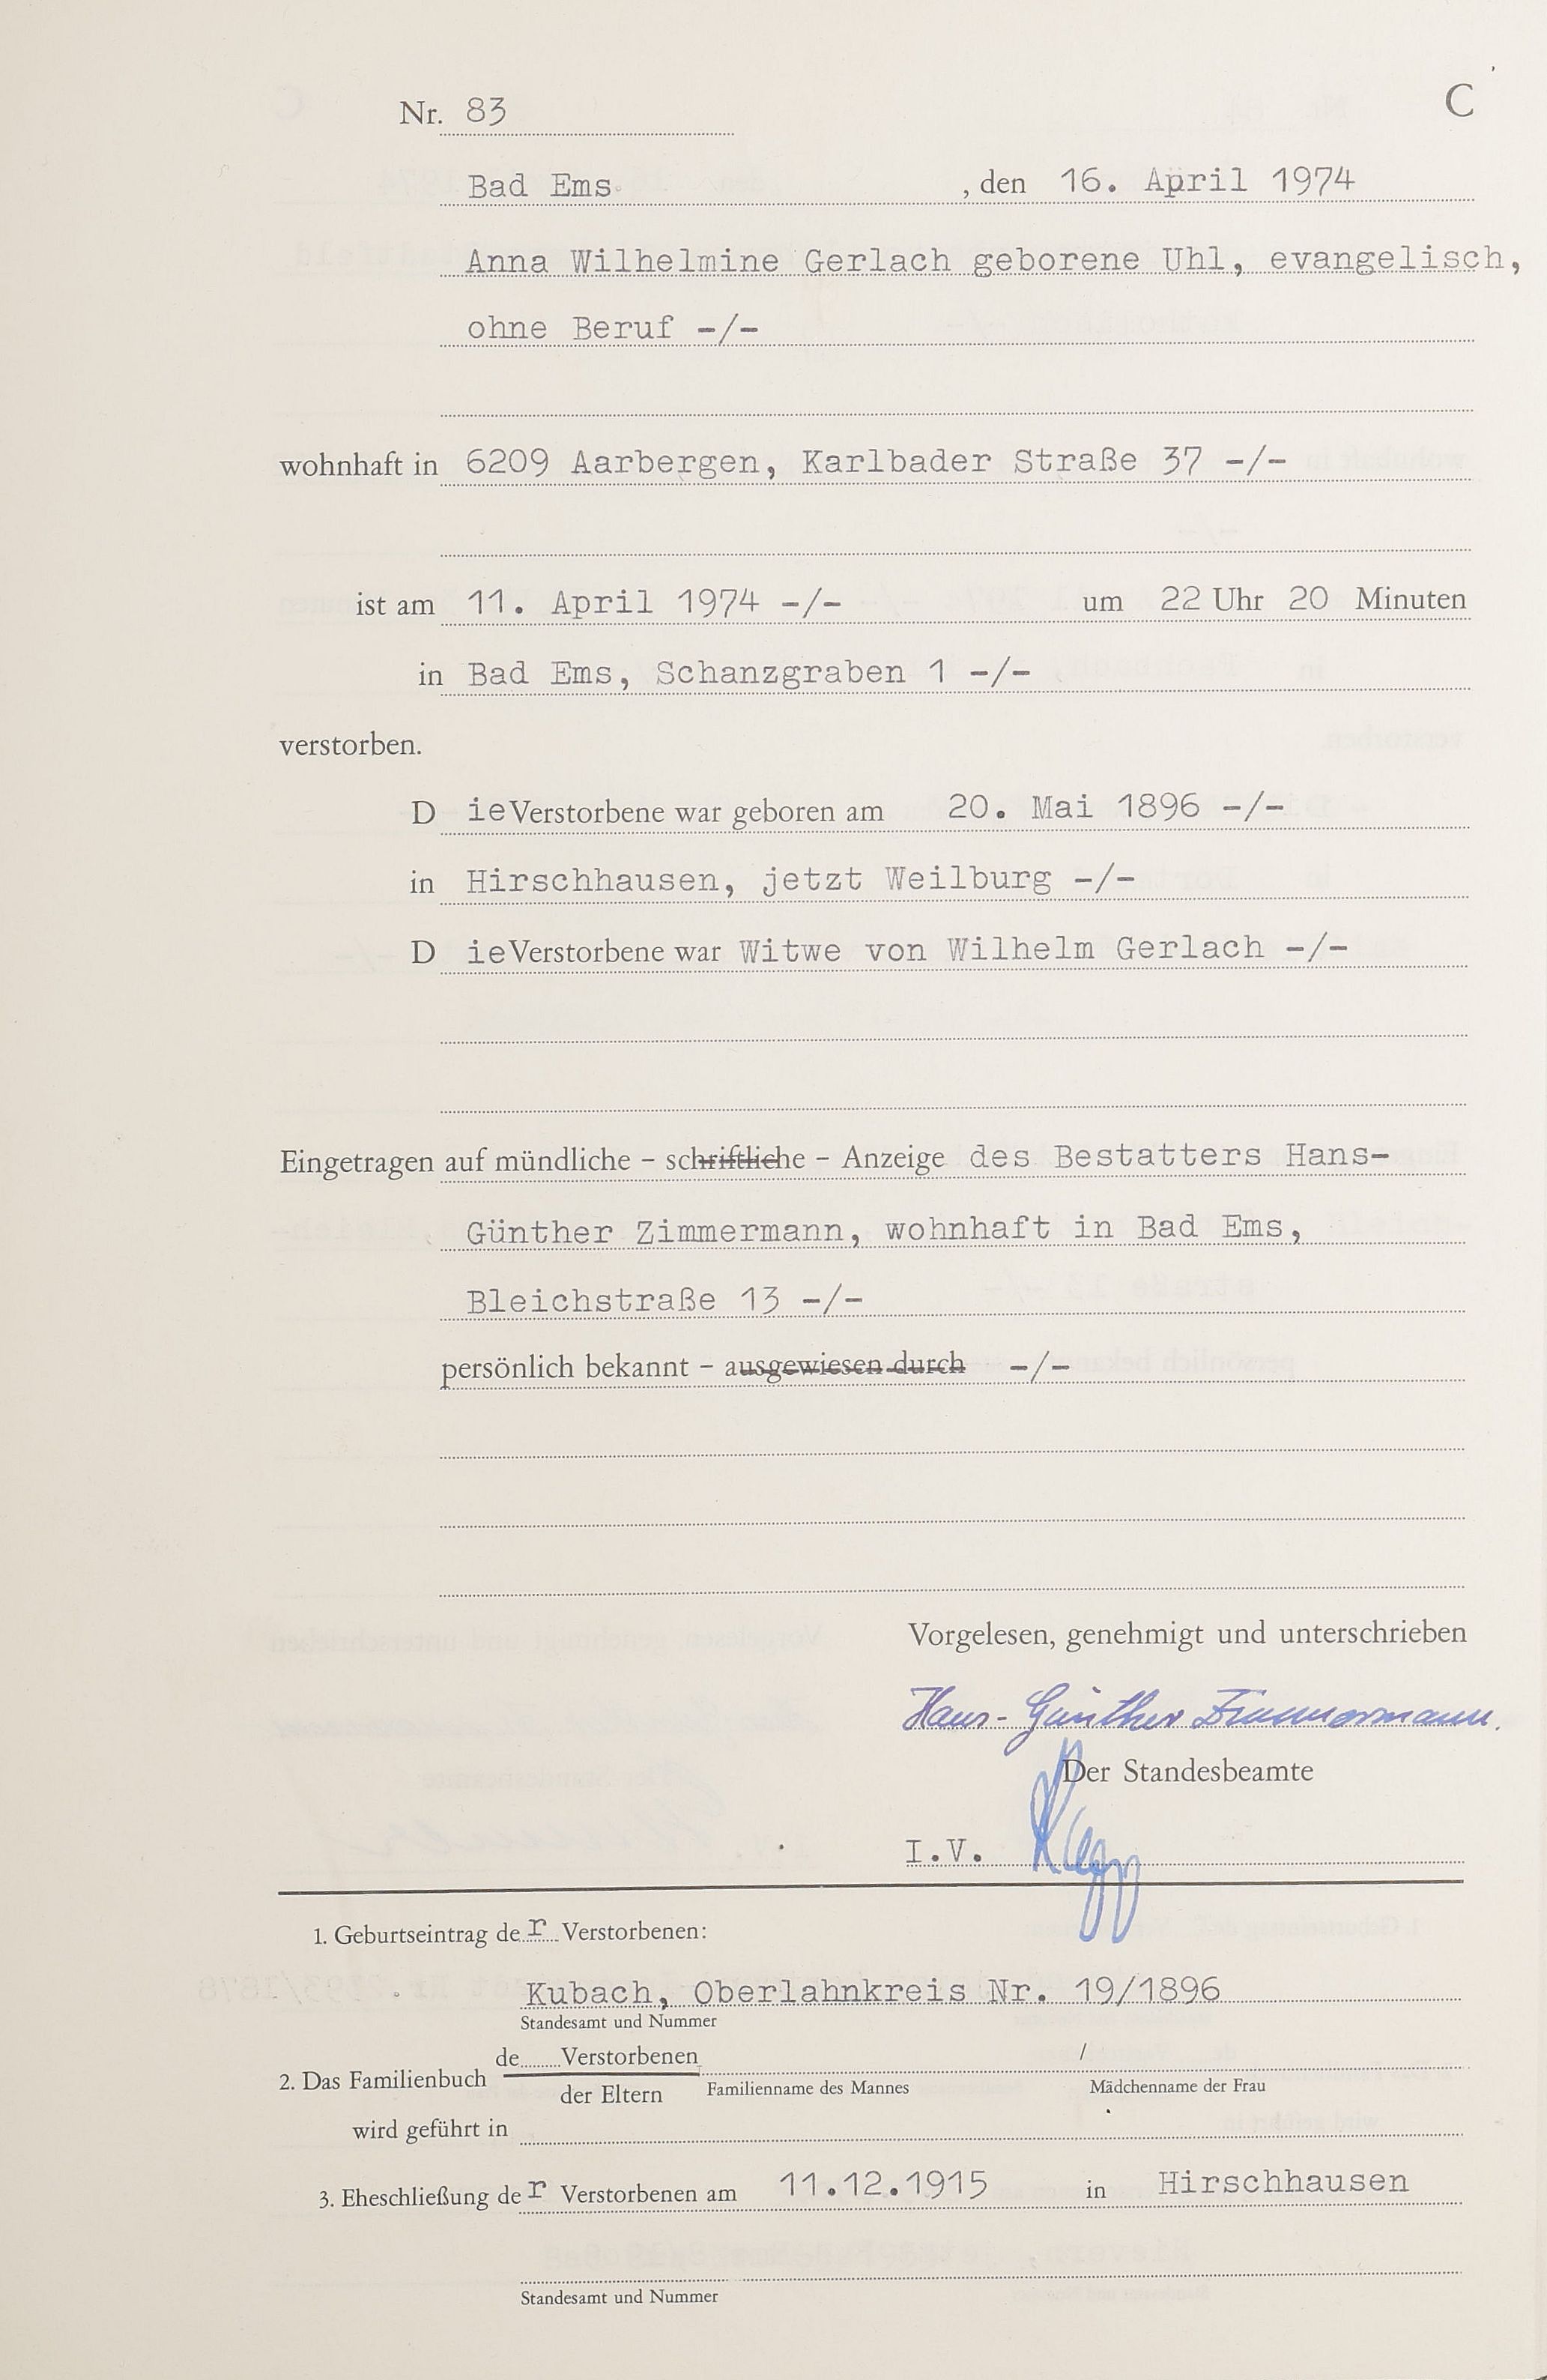 Nr. 83
C
Bad Ems , den 16. April 1974
Anna Wilhelmine Gerlach geborene Uhl, evangelisch,
ohne Beruf -/-
wohnhaft in 6209 Aarbergen, Karlbader Straße 37 -/-
ist am 11. April 1974 -/- um 22 Uhr 20 Minuten
in Bad Ems, Schanzgraben 1 -/-
verstorben.
D ie Verstorbene war geboren am 20. Mai 1896 -/-
in Hirschhausen, jetzt Weilburg -/-
D ie Verstorbene war Witwe von Wilhelm Gerlach -/-
Eingetragen auf mündliche – schriftliche – Anzeige des Bestatters Hans-
Günther Zimmermann, wohnhaft in Bad Ems,
Bleichstraße 13 -/-
persönlich bekannt – ausgewiesen durch -/-
Vorgelesen, genehmigt und unterschrieben
Hans-Günther Zimmermann.
Der Standesbeamte
I.V.
1. Geburtseintrag der Verstorbenen:
Kubach, Oberlahnkreis Nr. 19/1896
Standesamt und Nummer
de Verstorbenen /
2. Das Familienbuch
der Eltern Familienname des Mannes Mädchenname der Frau
wird geführt in
3. Eheschließung der Verstorbenen am 11.12.1915 in Hirschhausen
Standesamt und Nummer